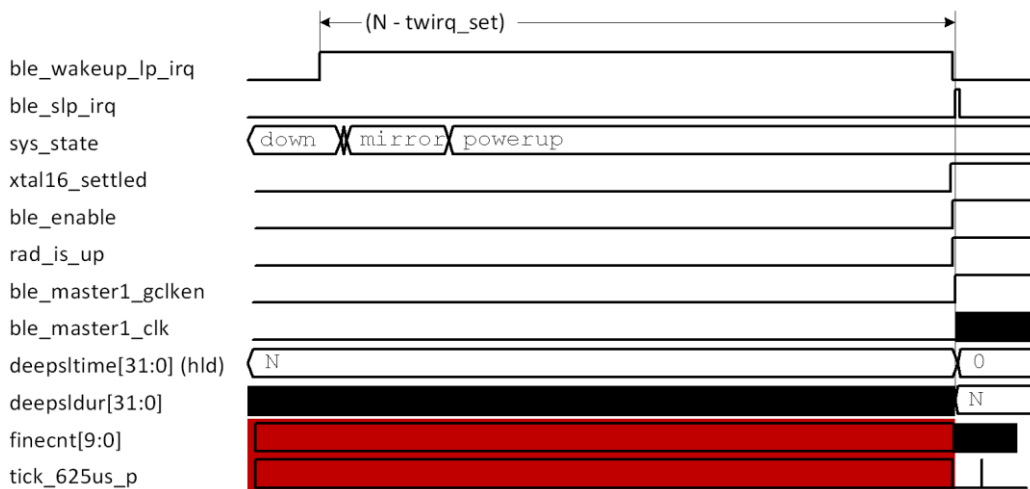 (N - twirq_set)
ble_wakeup_lp_irq
ble_slp_irq
sys_state down mirror powerup
xtal16_settled
ble_enable
rad_is_up
ble_master1_gclken
ble_master1_clk
deepsltime[31:0] (hld) N 0
deepsldur[31:0] N
finecnt[9:0]
tick_625us_p